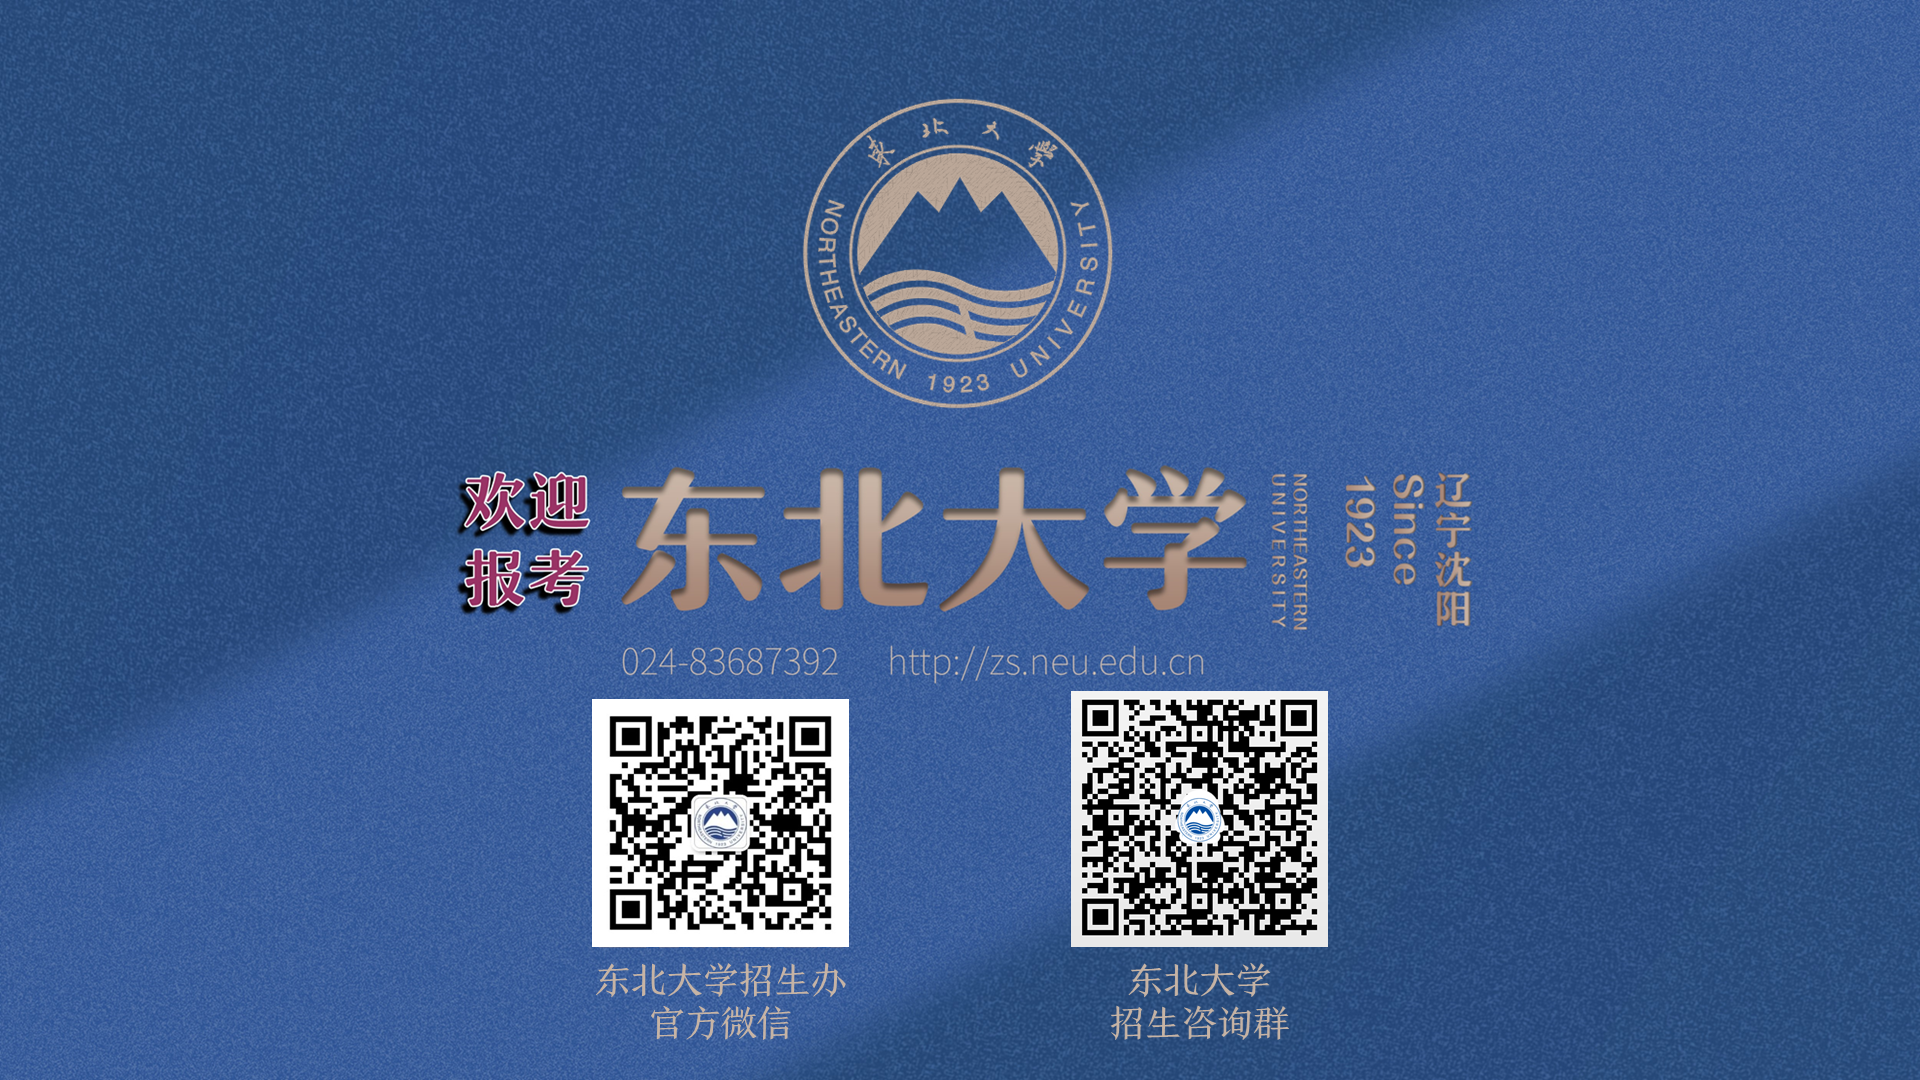 東北大學
NORTHEASTERN 1923 UNIVERSITY
欢迎
报考
东北大学
NORTHEASTERN
UNIVERSITY
辽宁沈阳
Since
1923
024-83687392 http://zs.neu.edu.cn
东北大学招生办
官方微信
东北大学
招生咨询群